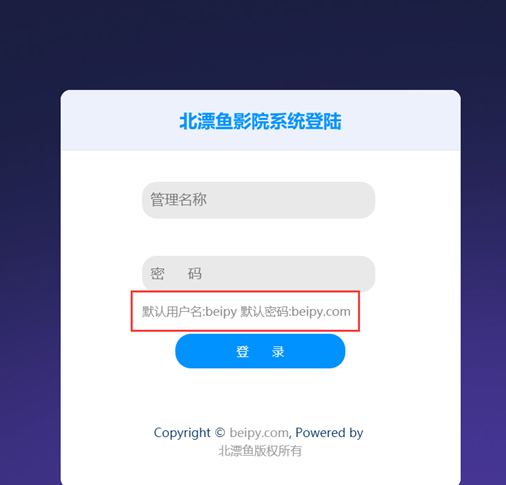 北漂鱼影院系统登陆
管理名称
密 码
默认用户名:beipy 默认密码:beipy.com
登 录
Copyright © beipy.com, Powered by
北漂鱼版权所有